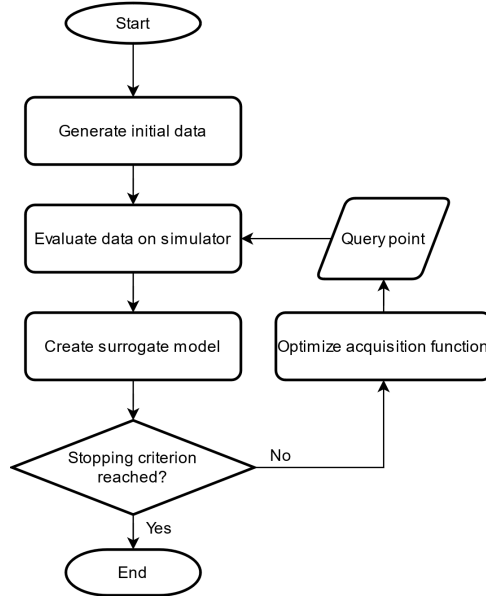 Start
Generate initial data
Evaluate data on simulator
Query point
Create surrogate model
Optimize acquisition function
Stopping criterion
reached?
No
Yes
End